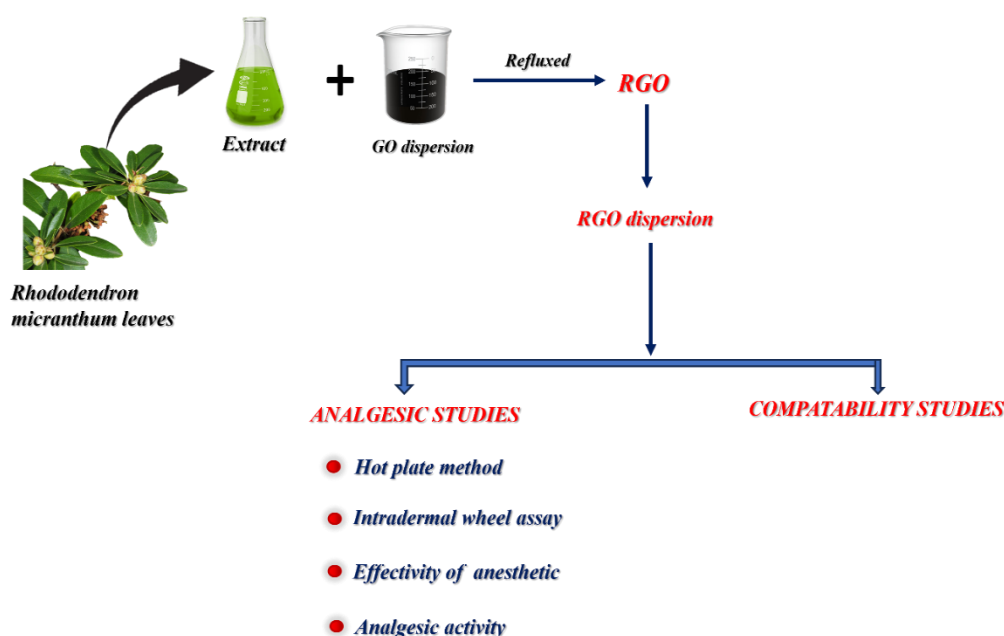 Refluxed
RGO
Extract
GO dispersion
RGO dispersion
Rhododendron
micranthum leaves
ANALGESIC STUDIES
COMPATABILITY STUDIES
Hot plate method
Intradermal wheel assay
Effectivity of anesthetic
Analgesic activity